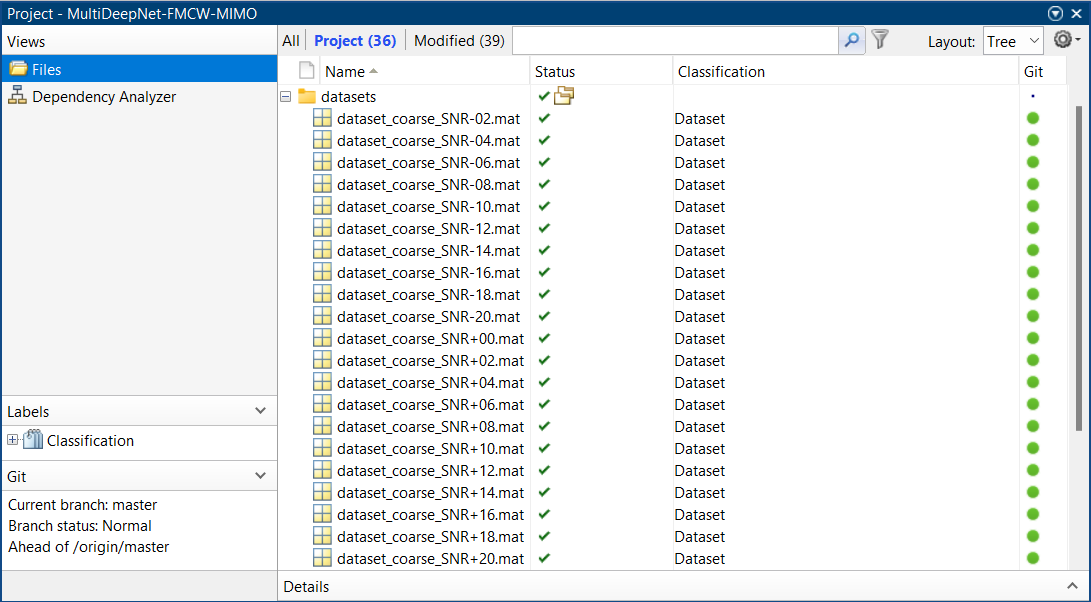 Project - MultiDeepNet-FMCW-MIMO
Views
Files
Dependency Analyzer
Labels
Classification
Git
Current branch: master
Branch status: Normal
Ahead of /origin/master
All Project (36) Modified (39) Layout: Tree
Name Status Classification Git
datasets
dataset_coarse_SNR-02.mat Dataset
dataset_coarse_SNR-04.mat Dataset
dataset_coarse_SNR-06.mat Dataset
dataset_coarse_SNR-08.mat Dataset
dataset_coarse_SNR-10.mat Dataset
dataset_coarse_SNR-12.mat Dataset
dataset_coarse_SNR-14.mat Dataset
dataset_coarse_SNR-16.mat Dataset
dataset_coarse_SNR-18.mat Dataset
dataset_coarse_SNR-20.mat Dataset
dataset_coarse_SNR+00.mat Dataset
dataset_coarse_SNR+02.mat Dataset
dataset_coarse_SNR+04.mat Dataset
dataset_coarse_SNR+06.mat Dataset
dataset_coarse_SNR+08.mat Dataset
dataset_coarse_SNR+10.mat Dataset
dataset_coarse_SNR+12.mat Dataset
dataset_coarse_SNR+14.mat Dataset
dataset_coarse_SNR+16.mat Dataset
dataset_coarse_SNR+18.mat Dataset
dataset_coarse_SNR+20.mat Dataset
Details